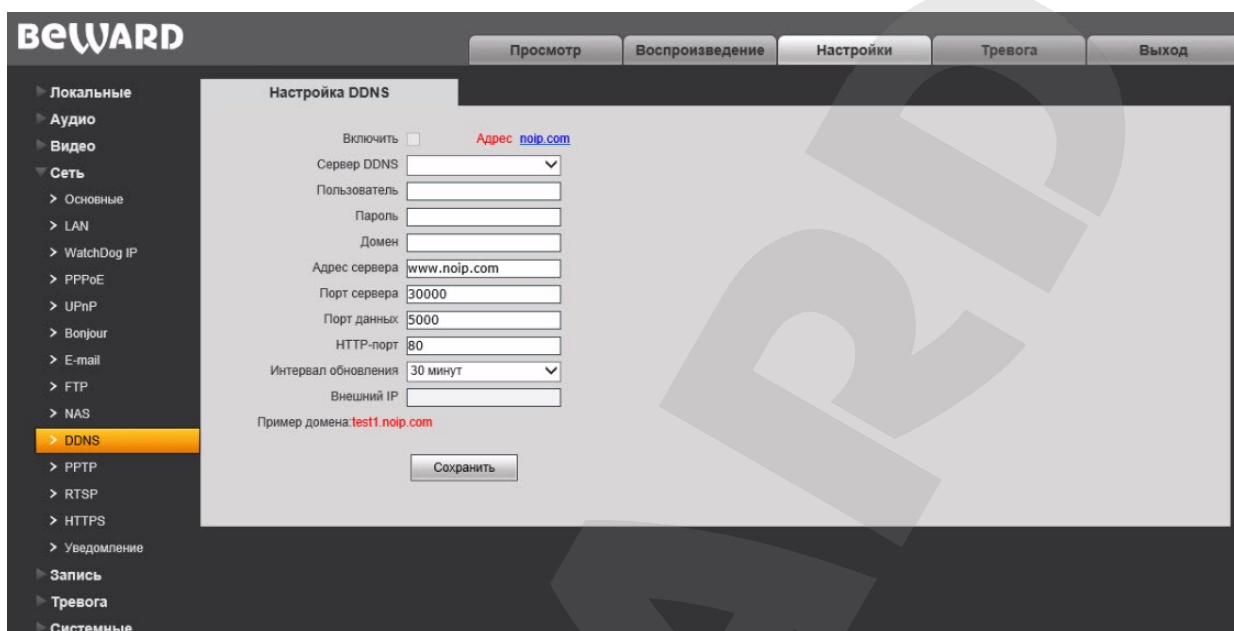 BEWARD
Просмотр Воспроизведение Настройки Тревога Выход
Локальные
Аудио
Видео
Сеть
Основные
LAN
WatchDog IP
PPPoE
UPnP
Bonjour
E-mail
FTP
NAS
DDNS
PPTP
RTSP
HTTPS
Уведомление
Запись
Тревога
Системные
Настройка DDNS
Включить Адрес noip.com
Сервер DDNS
Пользователь
Пароль
Домен
Адрес сервера www.noip.com
Порт сервера 30000
Порт данных 5000
HTTP-порт 80
Интервал обновления 30 минут
Внешний IP
Пример домена:test1.noip.com
Сохранить